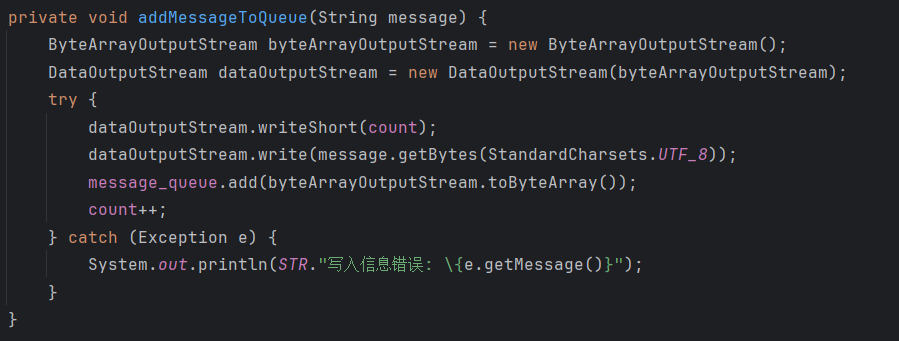 private void addMessageToQueue(String message) {
    ByteArrayOutputStream byteArrayOutputStream = new ByteArrayOutputStream();
    DataOutputStream dataOutputStream = new DataOutputStream(byteArrayOutputStream);
    try {
        dataOutputStream.writeShort(count);
        dataOutputStream.write(message.getBytes(StandardCharsets.UTF_8));
        message_queue.add(byteArrayOutputStream.toByteArray());
        count++;
    } catch (Exception e) {
        System.out.println(STR."写入信息错误: \{e.getMessage()}");
    }
}